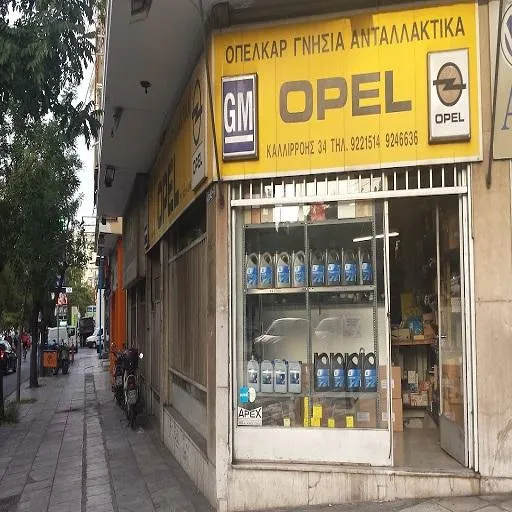 ΟΠΕΛΚΑΡ ΓΝΗΣΙΑ ΑΝΤΑΛΛΑΚΤΙΚΑ
GM
OPEL
OPEL
ΚΑΛΛΙΡΡΟΗΣ 34 ΤΗΛ. 9221514 9246636
OPEL
APEX